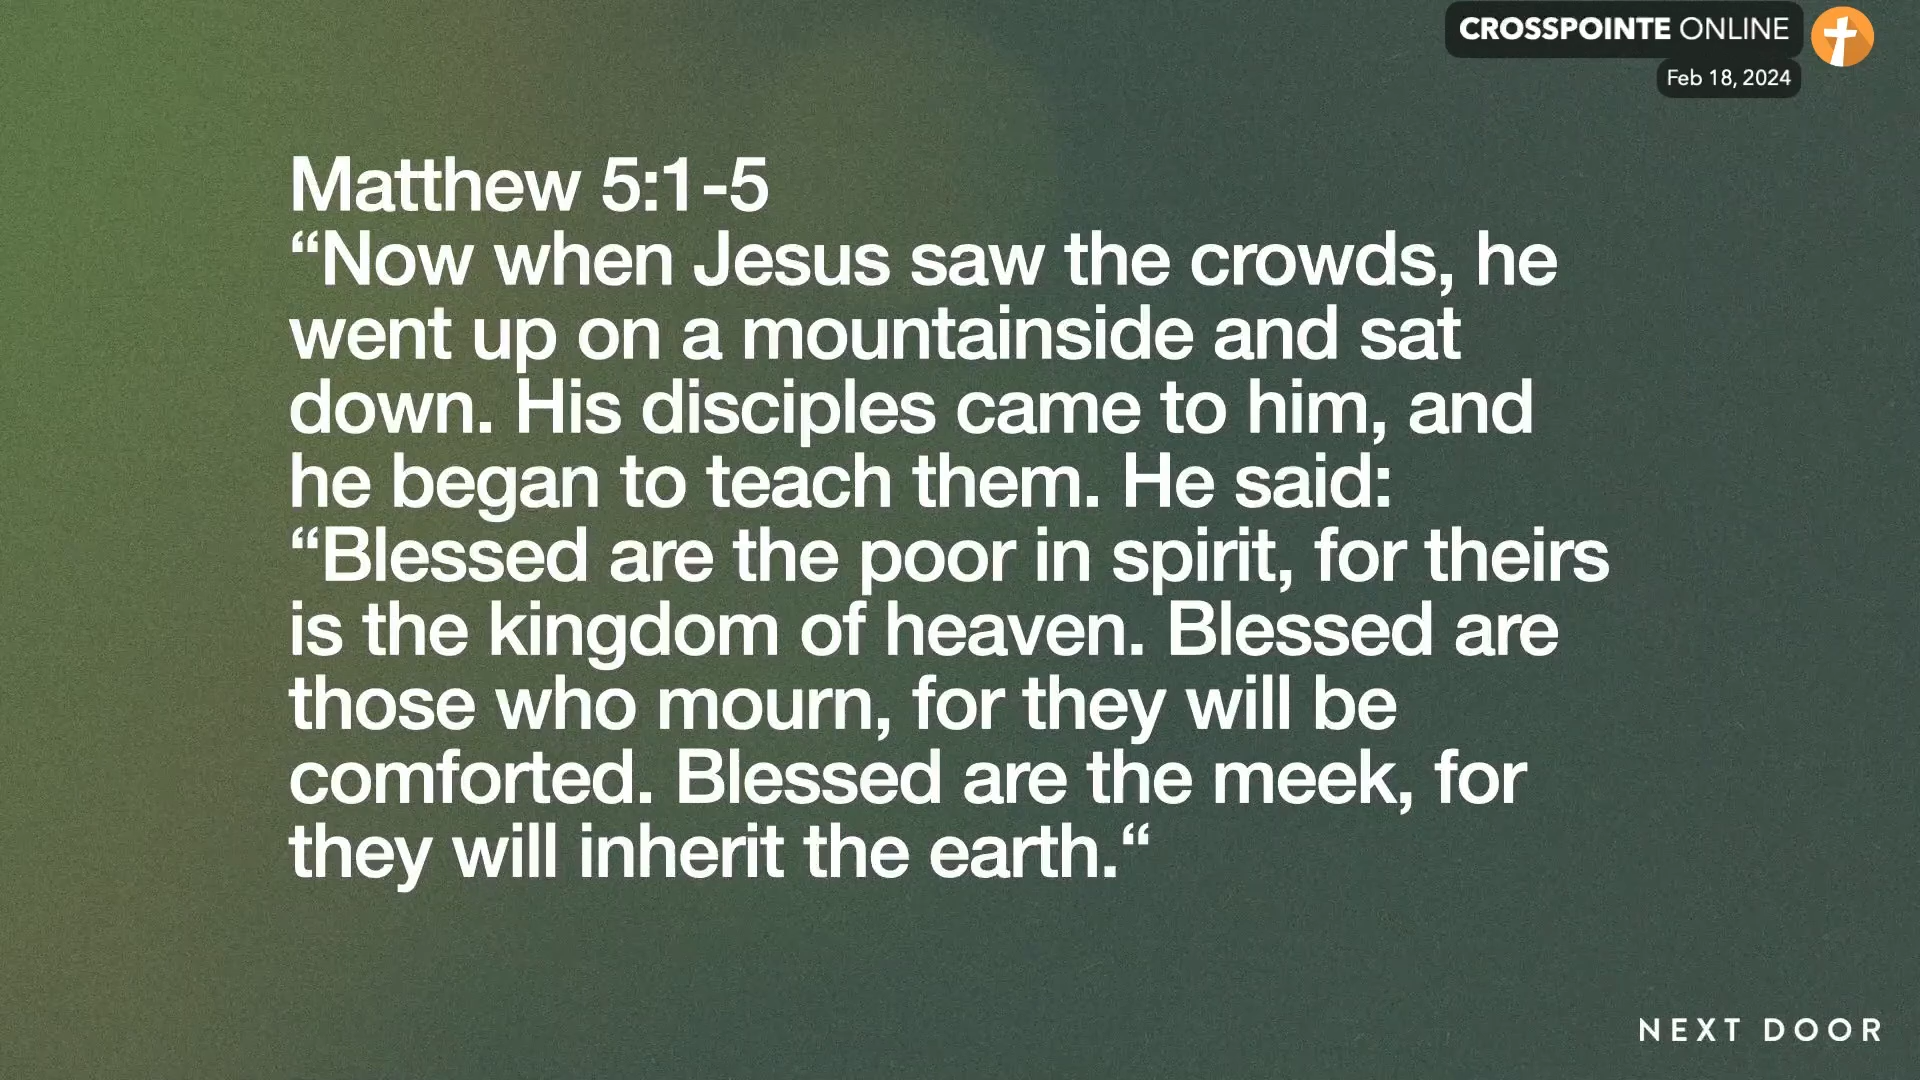 CROSSPOINTE ONLINE
Feb 18, 2024
Matthew 5:1-5
“Now when Jesus saw the crowds, he
went up on a mountainside and sat
down. His disciples came to him, and
he began to teach them. He said:
“Blessed are the poor in spirit, for theirs
is the kingdom of heaven. Blessed are
those who mourn, for they will be
comforted. Blessed are the meek, for
they will inherit the earth.“
NEXT DOOR